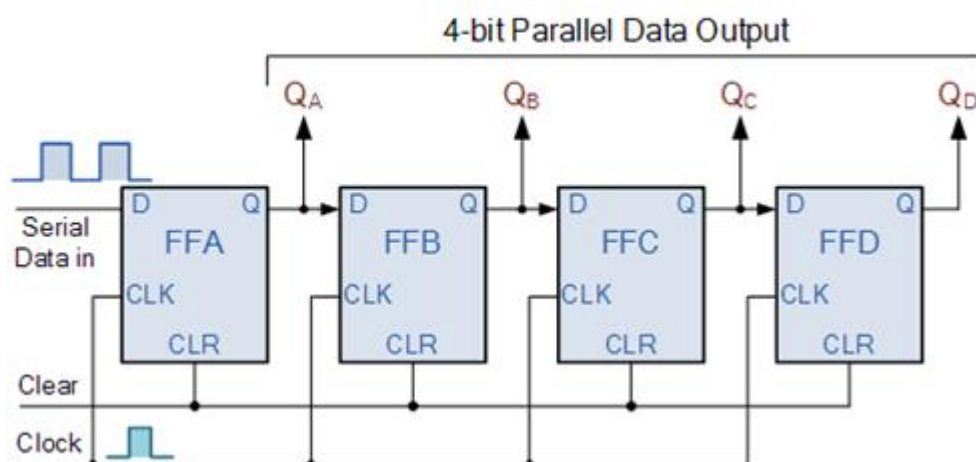 4-bit Parallel Data Output
QA QB QC QD
Serial
Data in
D Q D Q D Q D Q
FFA FFB FFC FFD
CLK CLK CLK CLK
CLR CLR CLR CLR
Clear
Clock